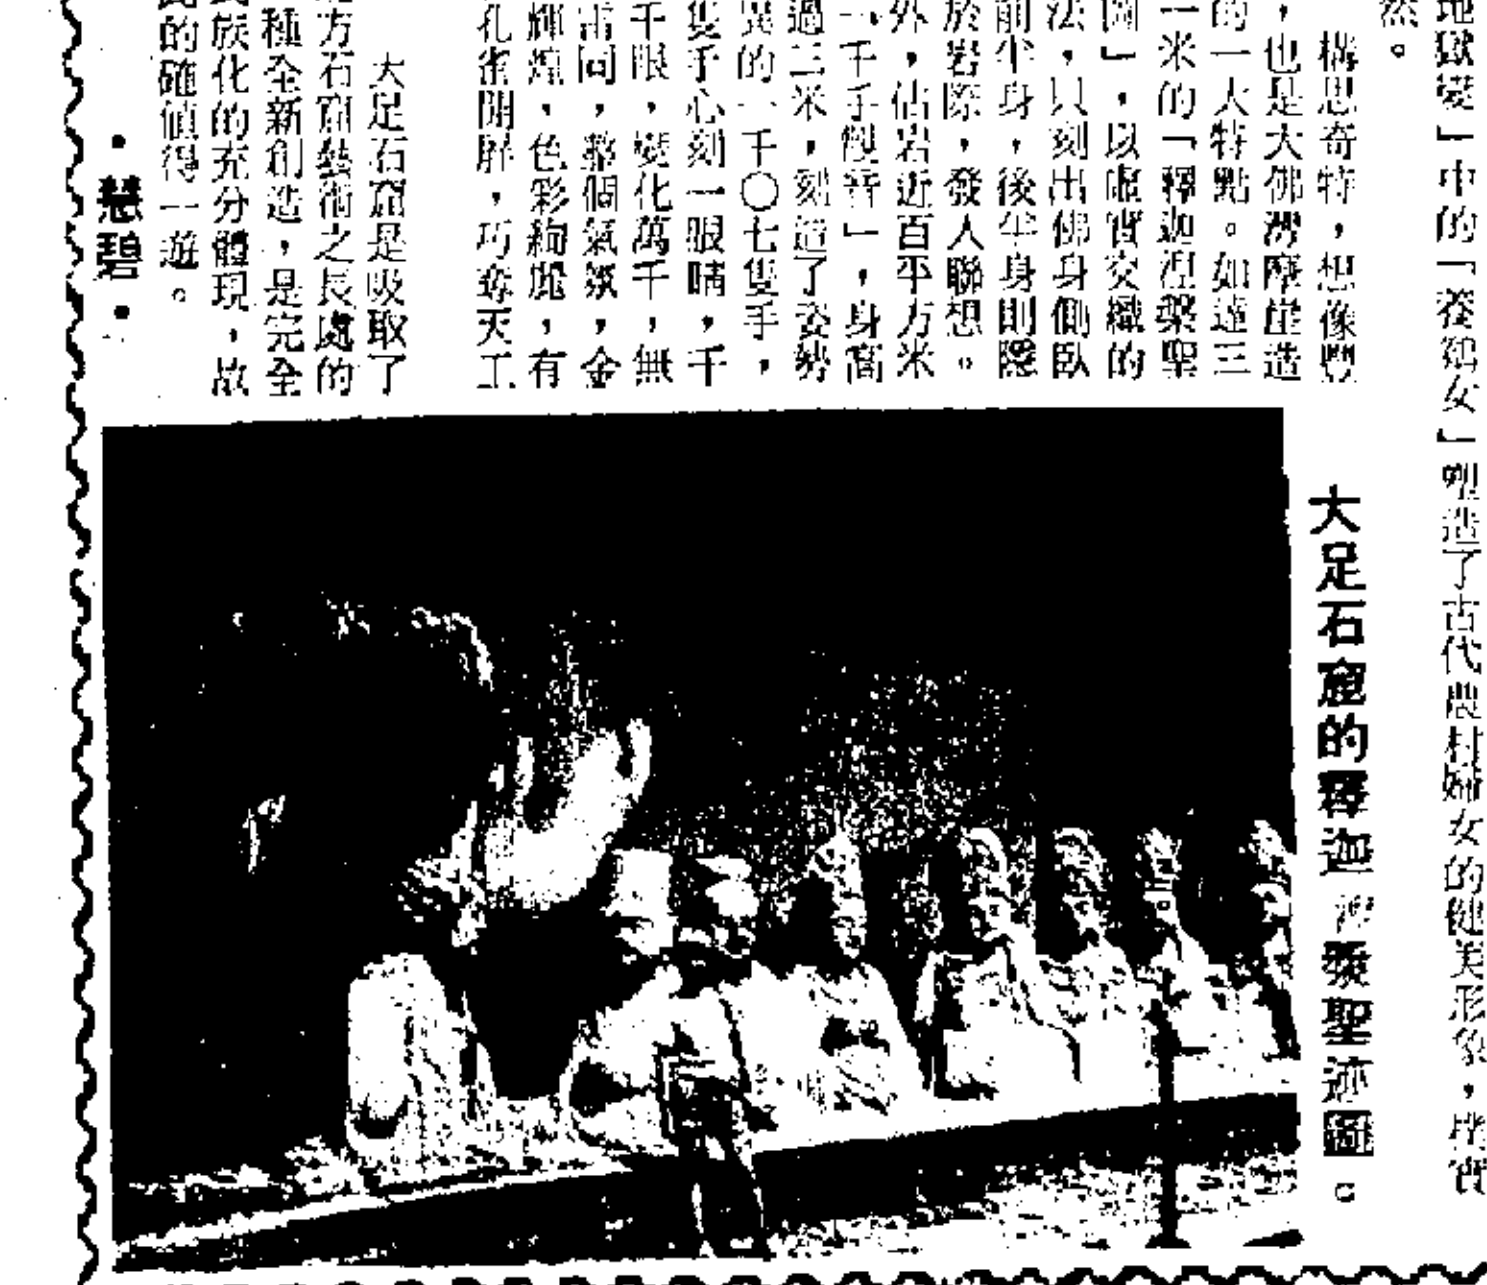 地獄變」中的「養鷄女」塑造了古代農村婦女的健美形象，樸實
然。
構思奇特，想像豐
，也是大佛灣摩崖造
的一大特點。如達三
一米的「釋迦涅槃聖
圖」，以虛實交織的
法，只刻出佛身側臥
前半身，後半身則隱
於岩際，發人聯想。
外，佔岩近百平方米
「千手觀音」，身高
過三米，刻造了姿勢
異的一千〇七隻手，
隻手心刻一眼睛，千
千眼，變化萬千，無
雷同，整個氣氛，金
輝煌，色彩絢麗，有
孔雀開屏，巧奪天工
大足石窟是吸取了
方石窟藝術之長處的
種全新創造，是完全
民族化的充分體現，故
的確值得一遊。
·慧碧·
大足石窟的釋迦涅槃聖迹圖。